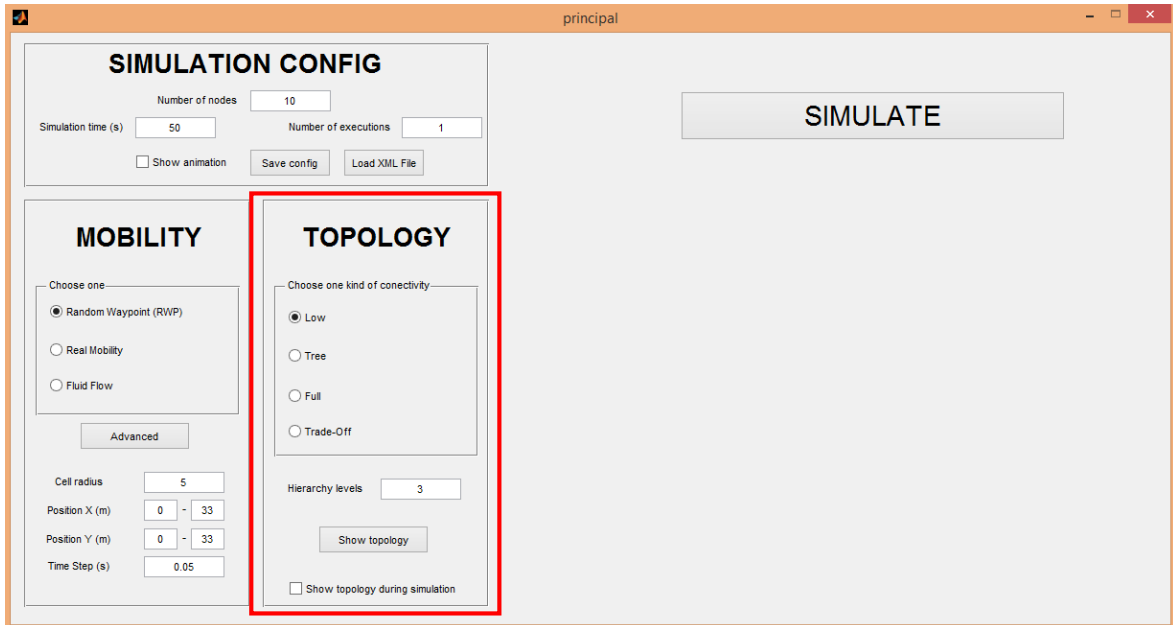 principal
SIMULATION CONFIG
Number of nodes 10
Simulation time (s) 50 Number of executions 1
Show animation Save config Load XML File
SIMULATE
MOBILITY
Choose one
Random Waypoint (RWP)
Real Mobility
Fluid Flow
Advanced
Cell radius 5
Position X (m) 0 - 33
Position Y (m) 0 - 33
Time Step (s) 0.05
TOPOLOGY
Choose one kind of conectivity
Low
Tree
Full
Trade-Off
Hierarchy levels 3
Show topology
Show topology during simulation